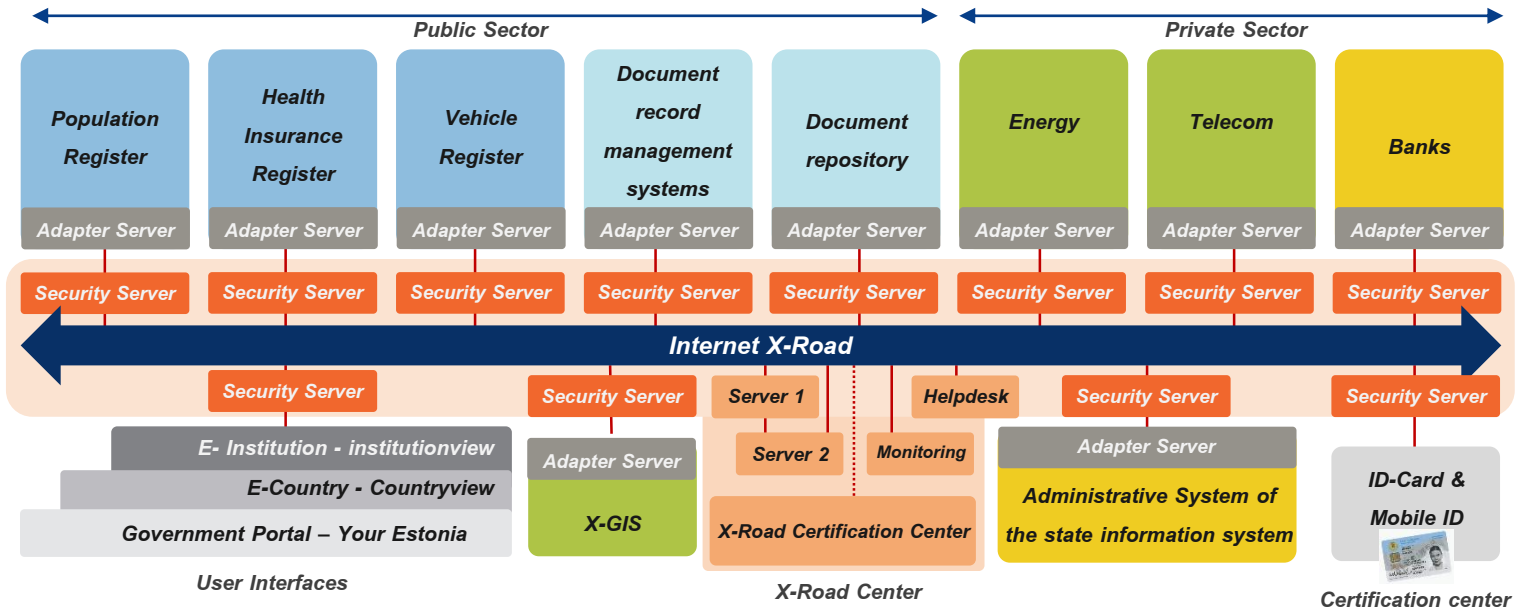 Public Sector
Private Sector
Population
Register
Health
Insurance
Register
Vehicle
Register
Document
record
management
systems
Document
repository
Energy
Telecom
Banks
Adapter Server
Adapter Server
Adapter Server
Adapter Server
Adapter Server
Adapter Server
Adapter Server
Adapter Server
Security Server
Security Server
Security Server
Security Server
Security Server
Security Server
Security Server
Security Server
Internet X-Road
Security Server
Security Server
Server 1
Helpdesk
Security Server
Security Server
E- Institution - institutionview
E-Country - Countryview
Government Portal – Your Estonia
User Interfaces
Adapter Server
X-GIS
Server 2
Monitoring
X-Road Certification Center
X-Road Center
Adapter Server
Administrative System of
the state information system
ID-Card &
Mobile ID
Certification center